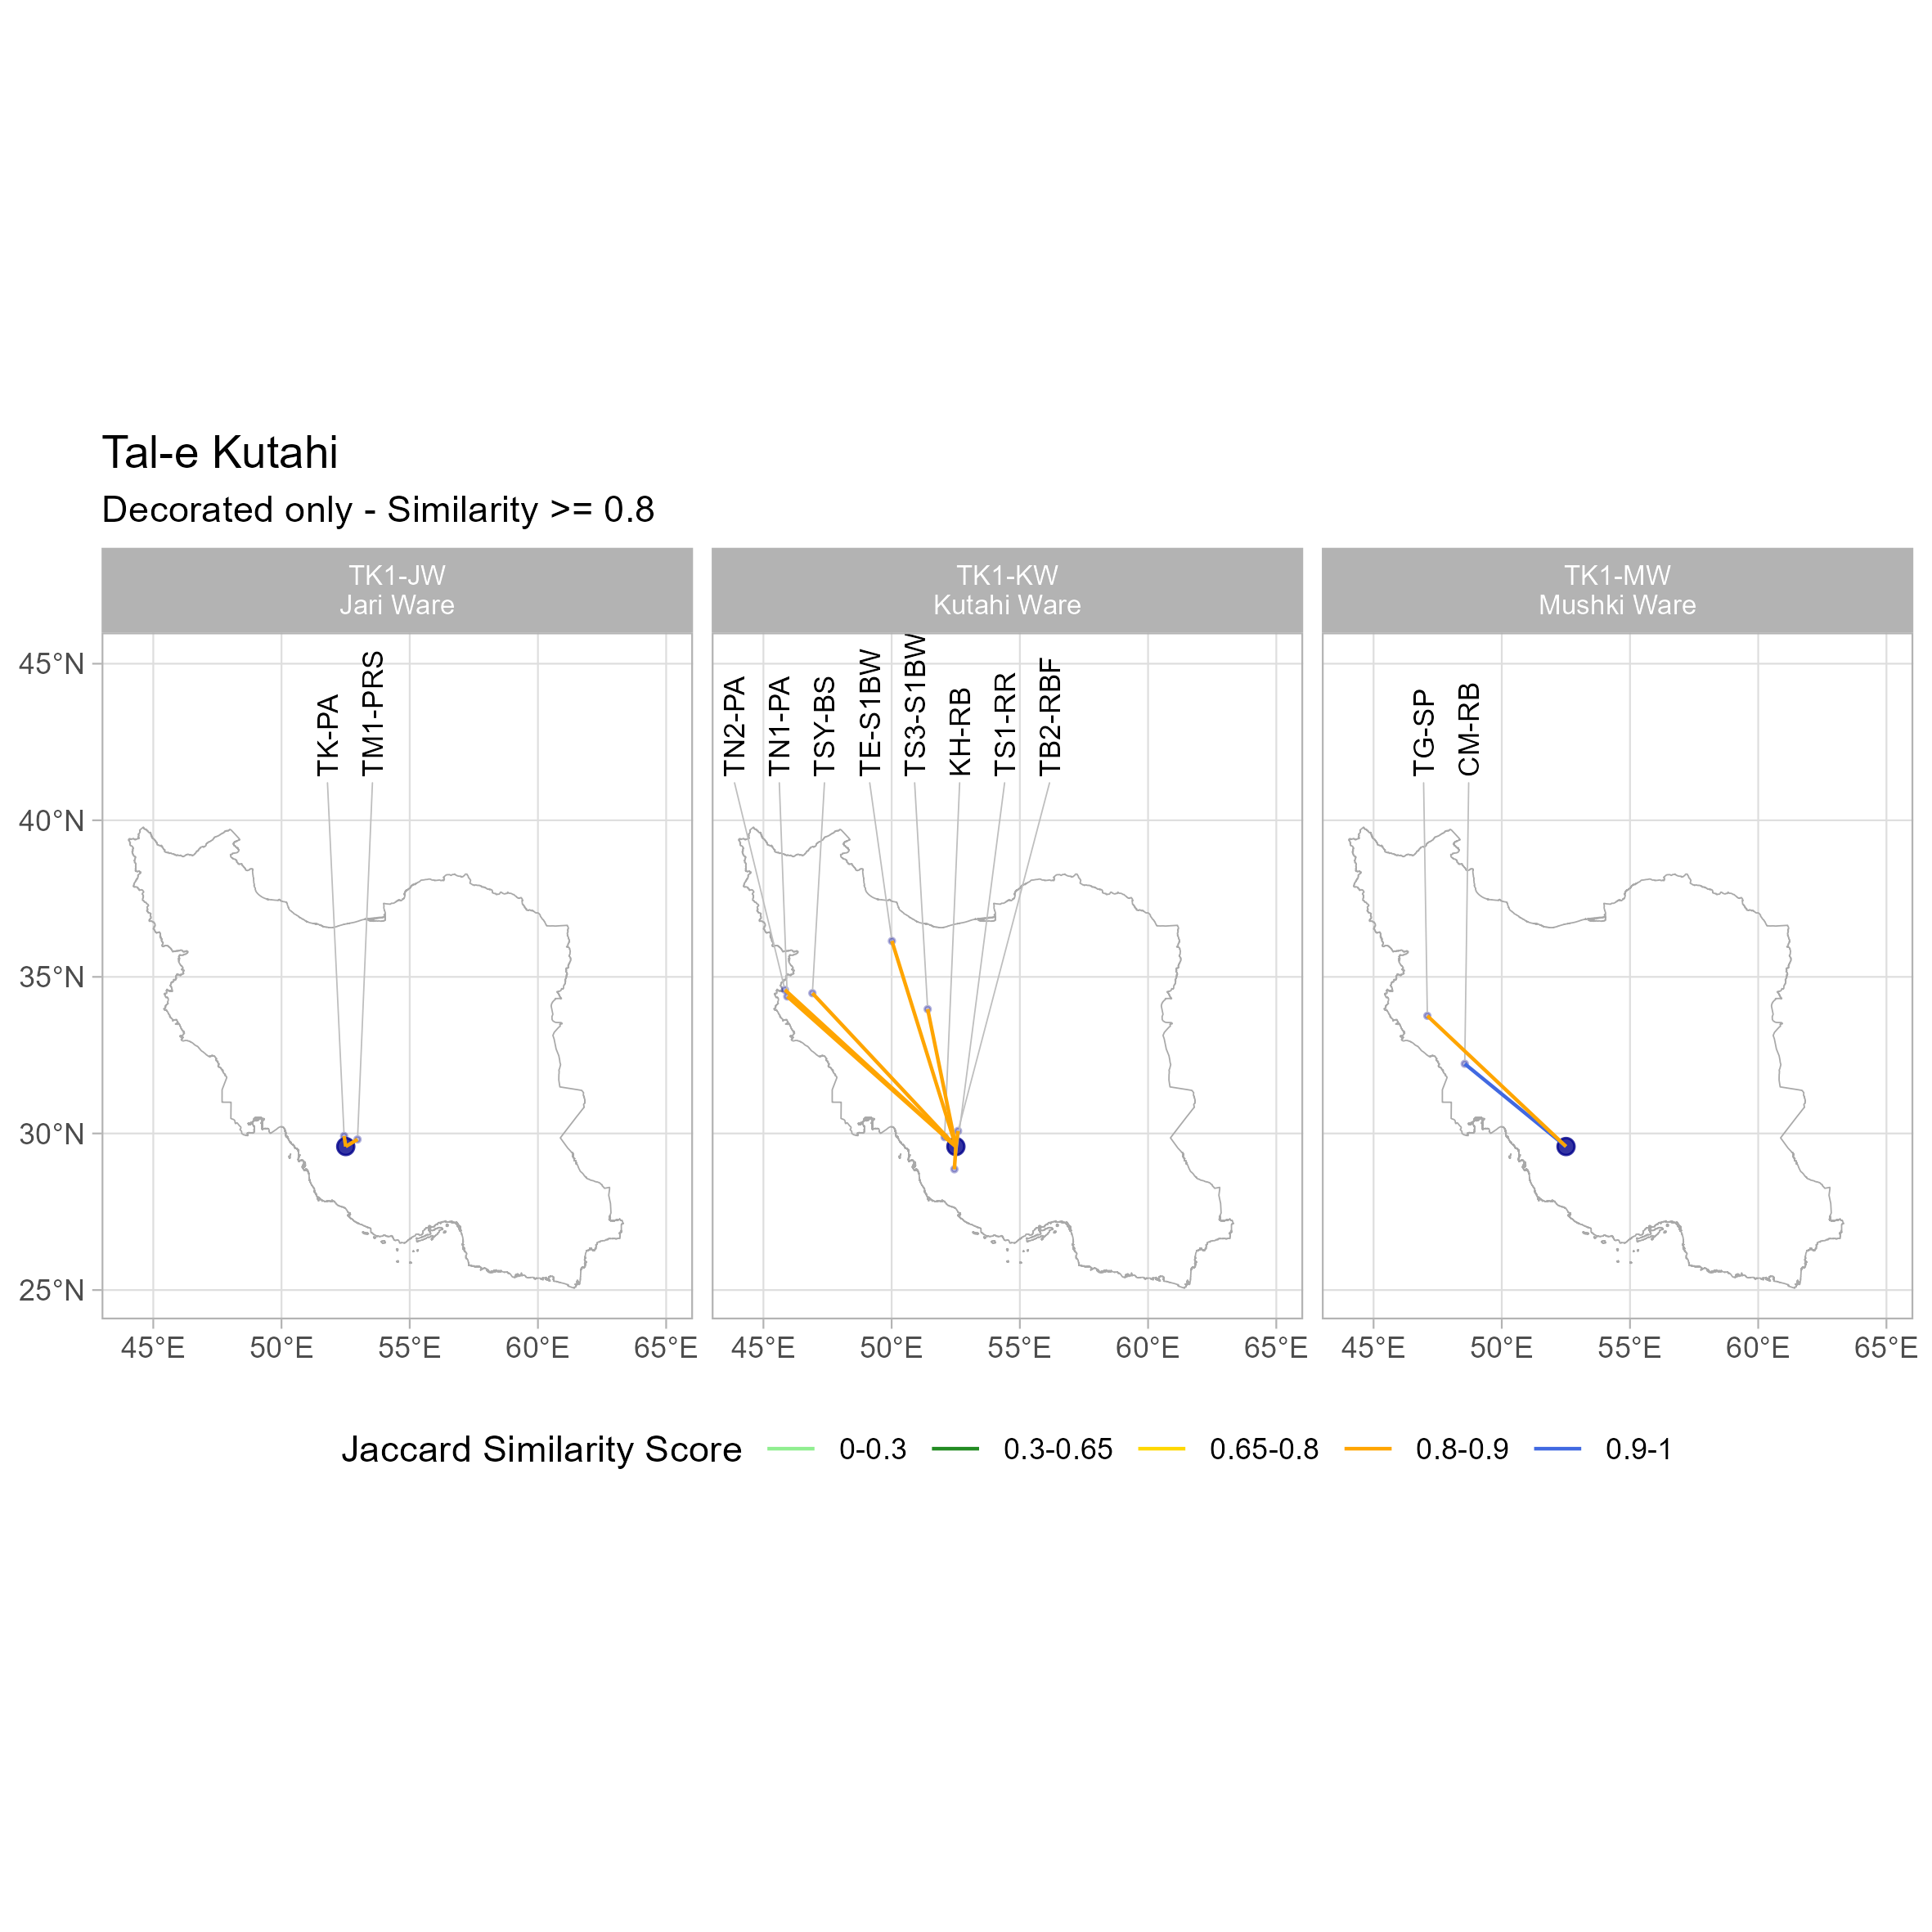 Tal-e Kutahi
Decorated only - Similarity >= 0.8
TK1-JW
Jari Ware
TK1-KW
Kutahi Ware
TK1-MW
Mushki Ware
TK-PA
TM1-PRS
TN2-PA
TN1-PA
TSY-BS
TE-S1BW
TS3-S1BW
KH-RB
TS1-RR
TB2-RBF
TG-SP
CM-RB
45°N
40°N
35°N
30°N
25°N
45°E 50°E 55°E 60°E 65°E
45°E 50°E 55°E 60°E 65°E
45°E 50°E 55°E 60°E 65°E
Jaccard Similarity Score 0-0.3 0.3-0.65 0.65-0.8 0.8-0.9 0.9-1